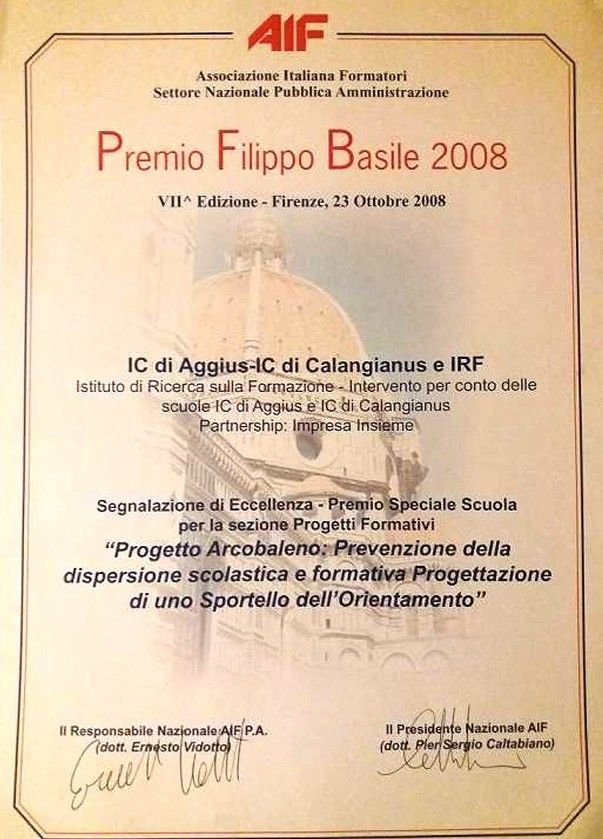 AIF
Associazione Italiana Formatori
Settore Nazionale Pubblica Amministrazione
Premio Filippo Basile 2008
VII^ Edizione - Firenze, 23 Ottobre 2008
IC di Aggius-IC di Calangianus e IRF
Istituto di Ricerca sulla Formazione - Intervento per conto delle
scuole IC di Aggius e IC di Calangianus
Partnership: Impresa Insieme
Segnalazione di Eccellenza - Premio Speciale Scuola
per la sezione Progetti Formativi
“Progetto Arcobaleno: Prevenzione della
dispersione scolastica e formativa Progettazione
di uno Sportello dell’Orientamento”
Il Responsabile Nazionale AIF P.A.
(dott. Ernesto Vidotto)
Il Presidente Nazionale AIF
(dott. Pier Sergio Caltabiano)